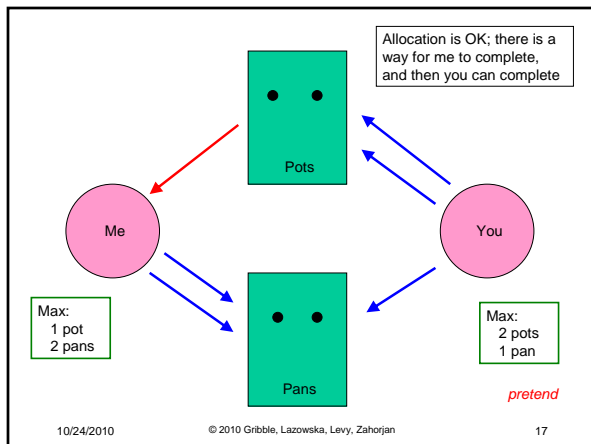 Allocation is OK; there is a
way for me to complete,
and then you can complete
Pots
Me
You
Max:
1 pot
2 pans
Max:
2 pots
1 pan
Pans
pretend
10/24/2010
© 2010 Gribble, Lazowska, Levy, Zahorjan
17